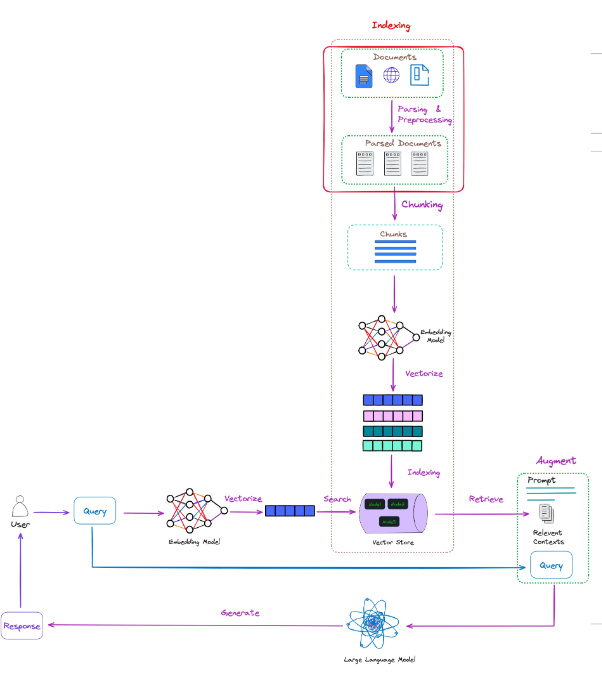 Indexing
Documents
Parsing &
Preprocessing
Parsed Documents
Chunking
Chunks
Embedding
Model
Vectorize
Indexing
Augment
Prompt
Relevent
Contexts
Query
User
Query
Embedding Model
Vectorize
Search
Vector Store
Retrieve
Generate
Response
Large Language Model